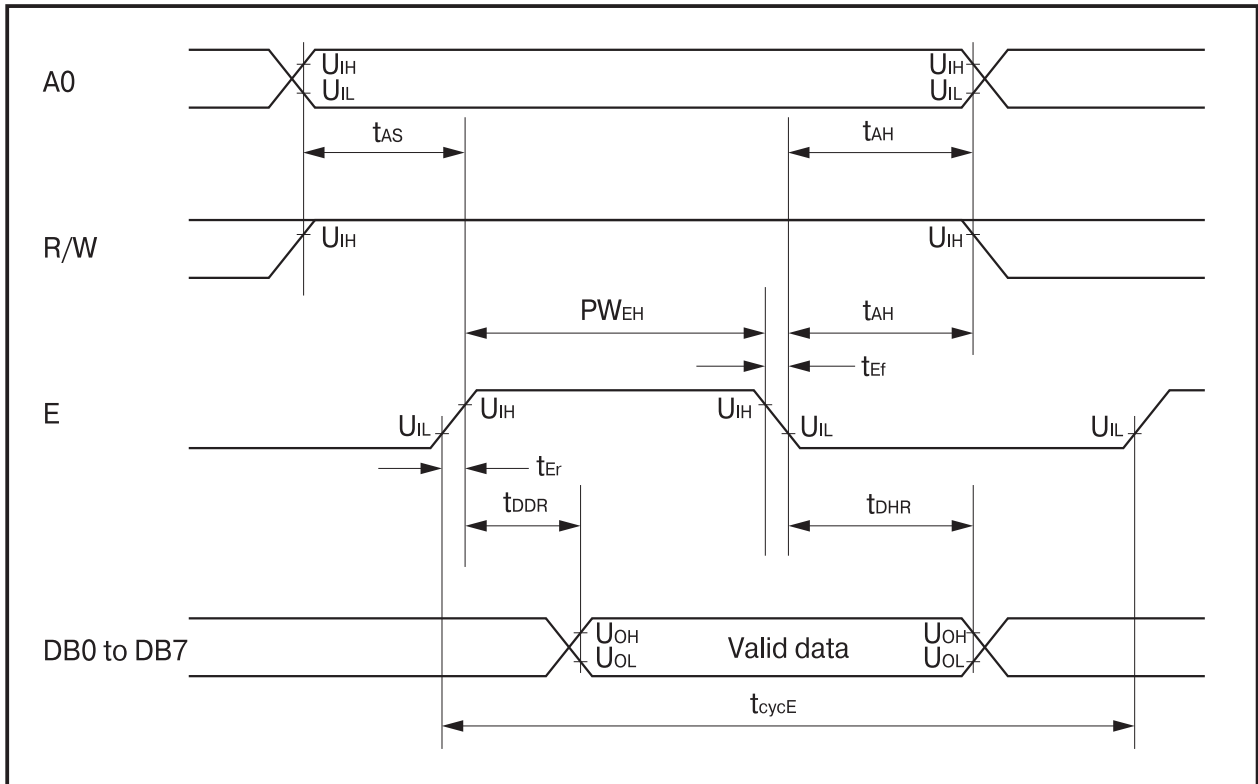 A0
UIH
UIL
UIH
UIL
tAS
tAH
R/W
UIH
UIH
PWEH
tAH
tEf
E
UIL
UIH
UIH
UIL
UIL
tEr
tDDR
tDHR
DB0 to DB7
UOH
UOL
Valid data
UOH
UOL
tcycE